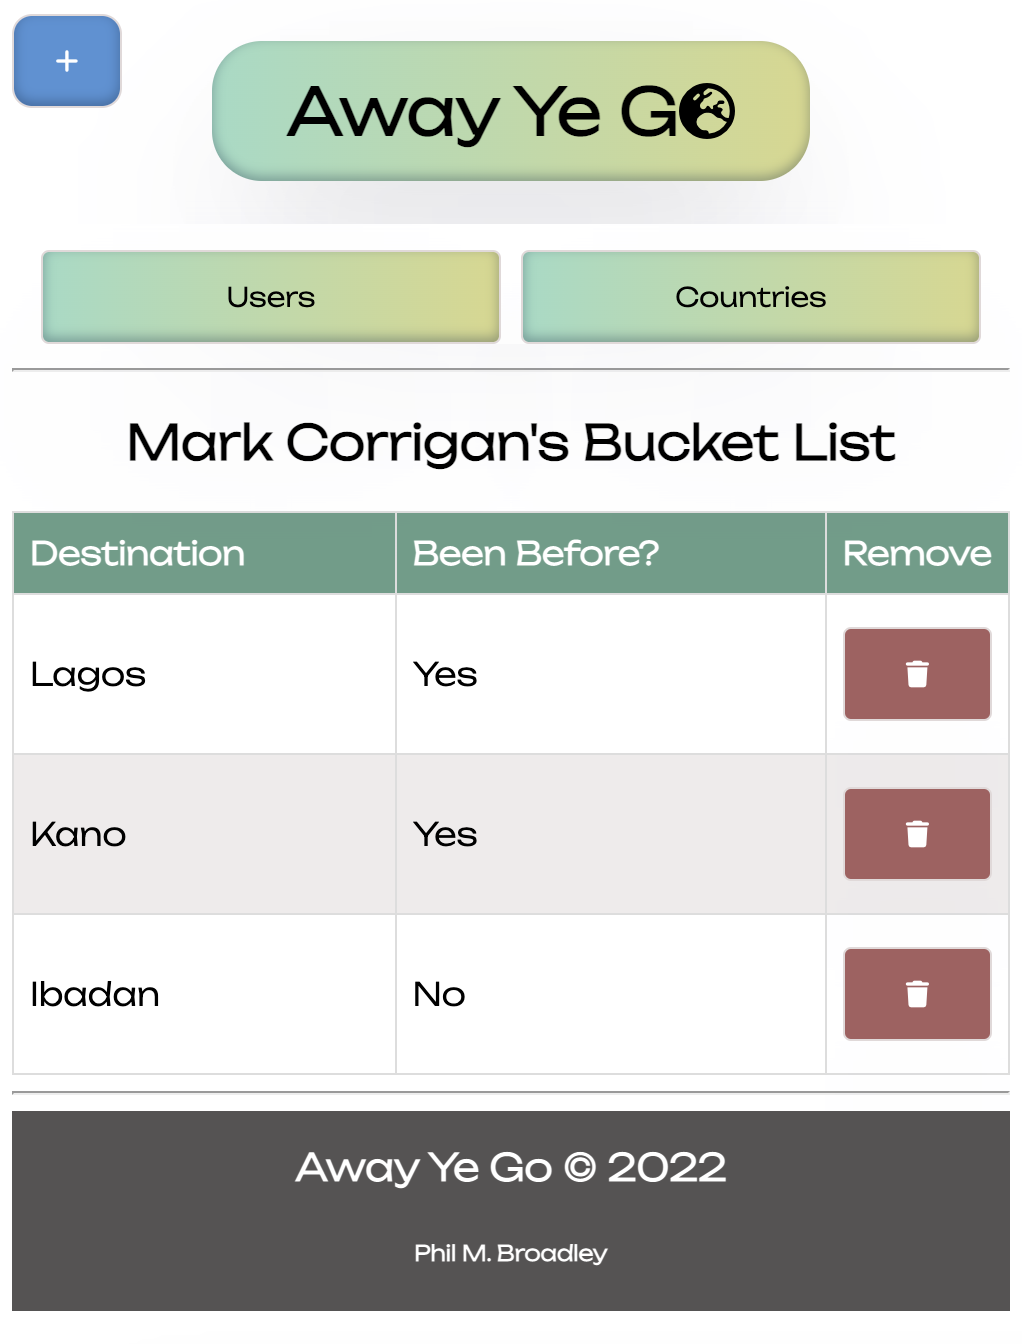 +
Away Ye Go
Users
Countries
Mark Corrigan's Bucket List
Destination Been Before? Remove
Lagos Yes
Kano Yes
Ibadan No
Away Ye Go © 2022
Phil M. Broadley